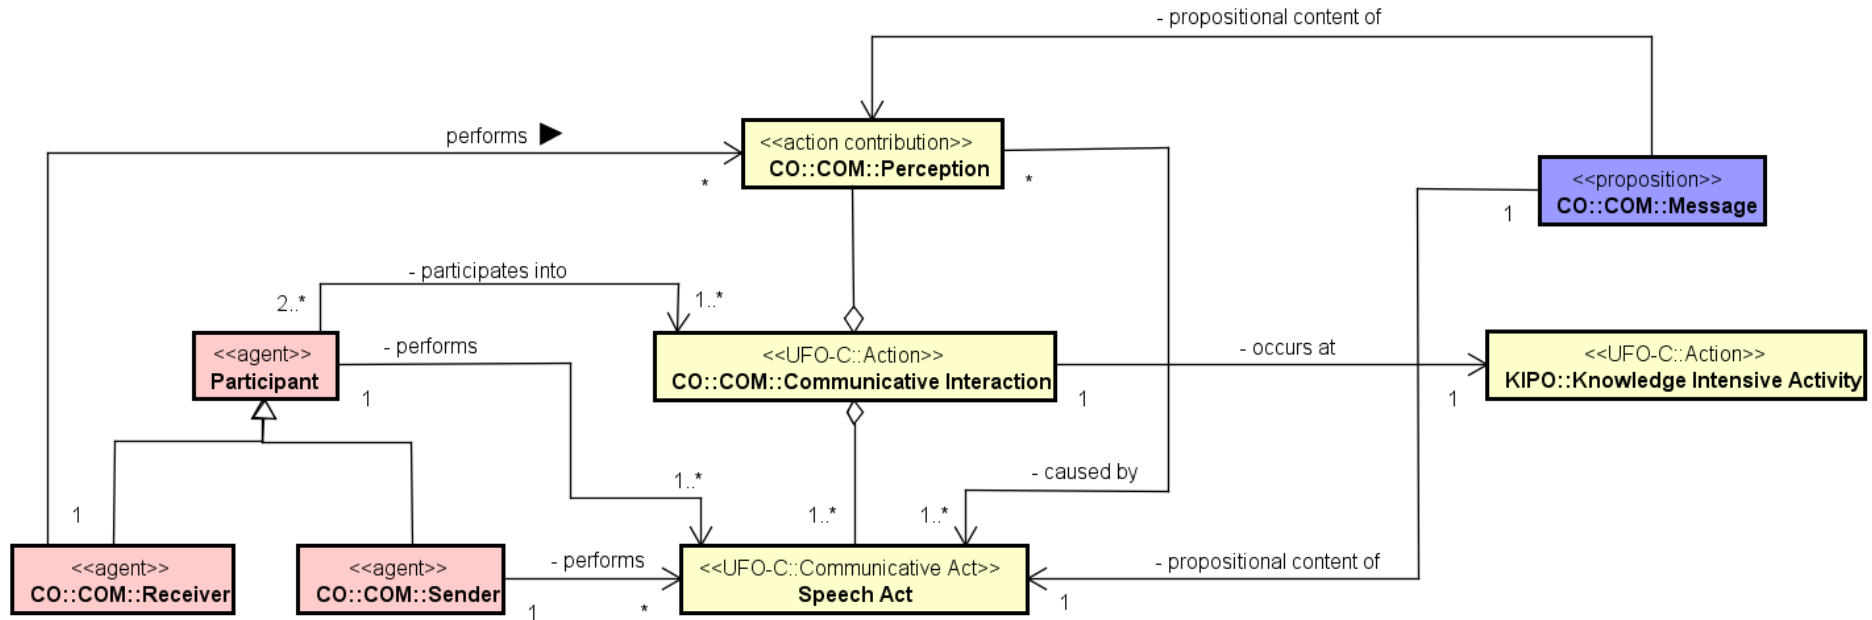 - propositional content of
performs ▶
<<action contribution>>
CO::COM::Perception
*
*
<<proposition>>
CO::COM::Message
1
- participates into
2..*
1..*
<<agent>>
Participant
- performs
1
<<UFO-C::Action>>
CO::COM::Communicative Interaction
1
- occurs at
1
<<UFO-C::Action>>
KIPO::Knowledge Intensive Activity
- caused by
1..*
1
1..*
1..*
<<agent>>
CO::COM::Receiver
<<agent>>
CO::COM::Sender
- performs
1
*
<<UFO-C::Communicative Act>>
Speech Act
- propositional content of
1